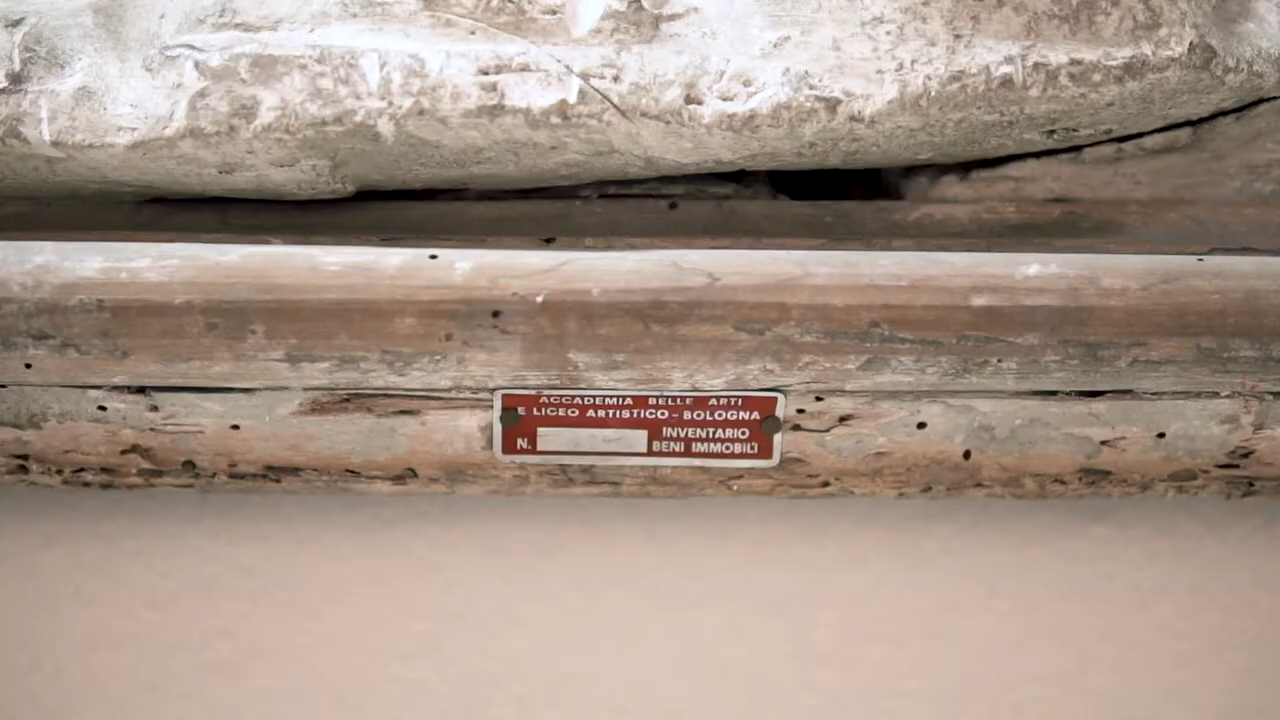 ACCADEMIA BELLE ARTI
E LICEO ARTISTICO - BOLOGNA
N. INVENTARIO
BENI IMMOBILI